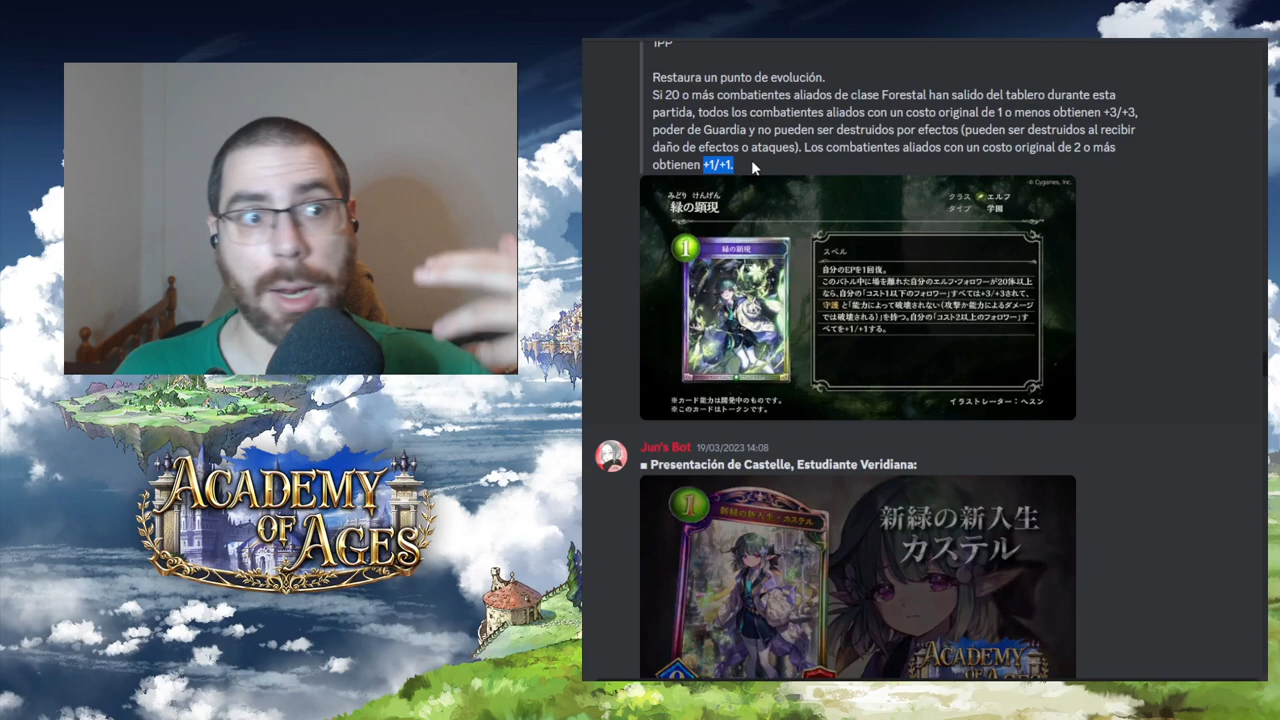 1PP
Restaura un punto de evolución.
Si 20 o más combatientes aliados de clase Forestal han salido del tablero durante esta
partida, todos los combatientes aliados con un costo original de 1 o menos obtienen +3/+3,
poder de Guardia y no pueden ser destruidos por efectos (pueden ser destruidos al recibir
daño de efectos o ataques). Los combatientes aliados con un costo original de 2 o más
obtienen +1/+1.
© Cygames, Inc.
みどり けんげん
緑の顕現
クラス エルフ
タイプ 学園
1
緑の顕現
スペル
自分のEPを1回復。
このバトル中に場を離れた自分のエルフ・フォロワーが20体以上
なら、自分の「コスト1以下のフォロワー」すべては+3/+3されて、
守護 と「能力によって破壊されない(攻撃か能力によるダメージ
では破壊される)」を持つ。自分の「コスト2以上のフォロワー」す
べてを+1/+1する。
※カード能力は開発中のものです。
※このカードはトークンです。
イラストレーター:ヘスン
Jun's Bot 19/03/2023 14:08
■ Presentación de Castelle, Estudiante Veridiana:
1
新緑の新入生・カステル
新緑の新入生
カステル
ACADEMY
ACADEMY
OF
AGES